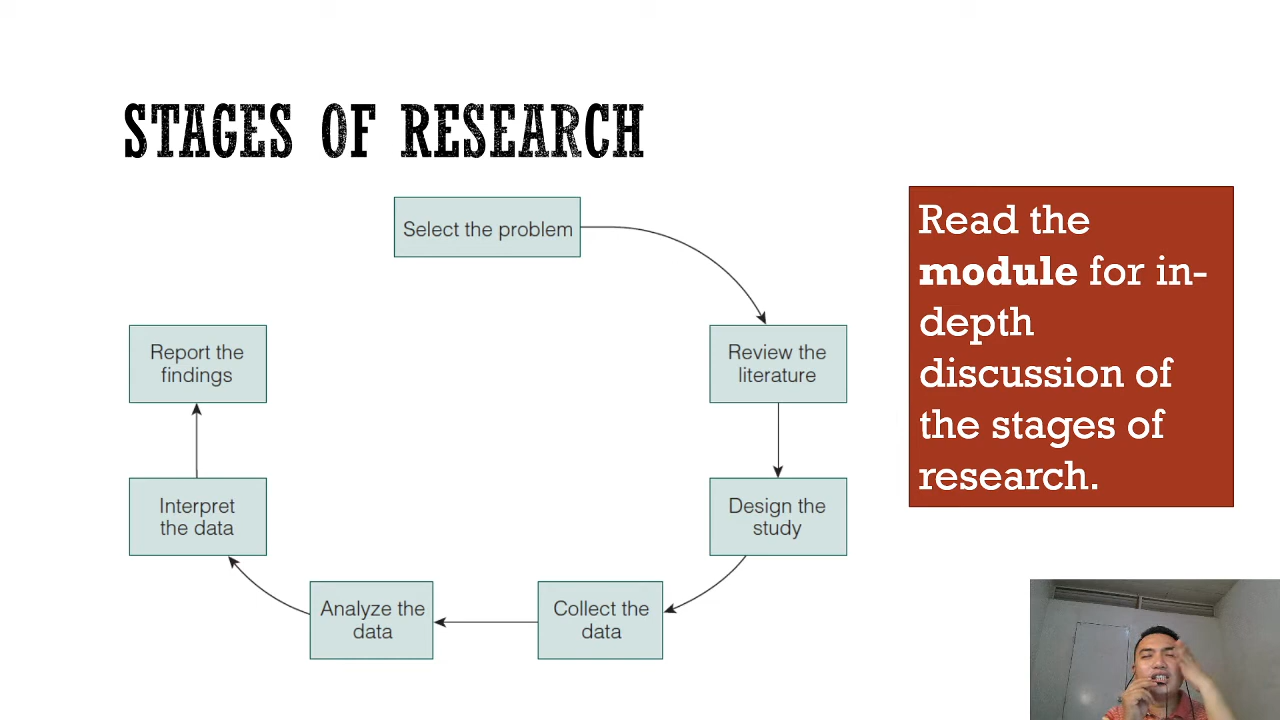 STAGES OF RESEARCH
Select the problem
Review the
literature
Design the
study
Collect the
data
Analyze the
data
Interpret
the data
Report the
findings
Read the
module for in-
depth
discussion of
the stages of
research.